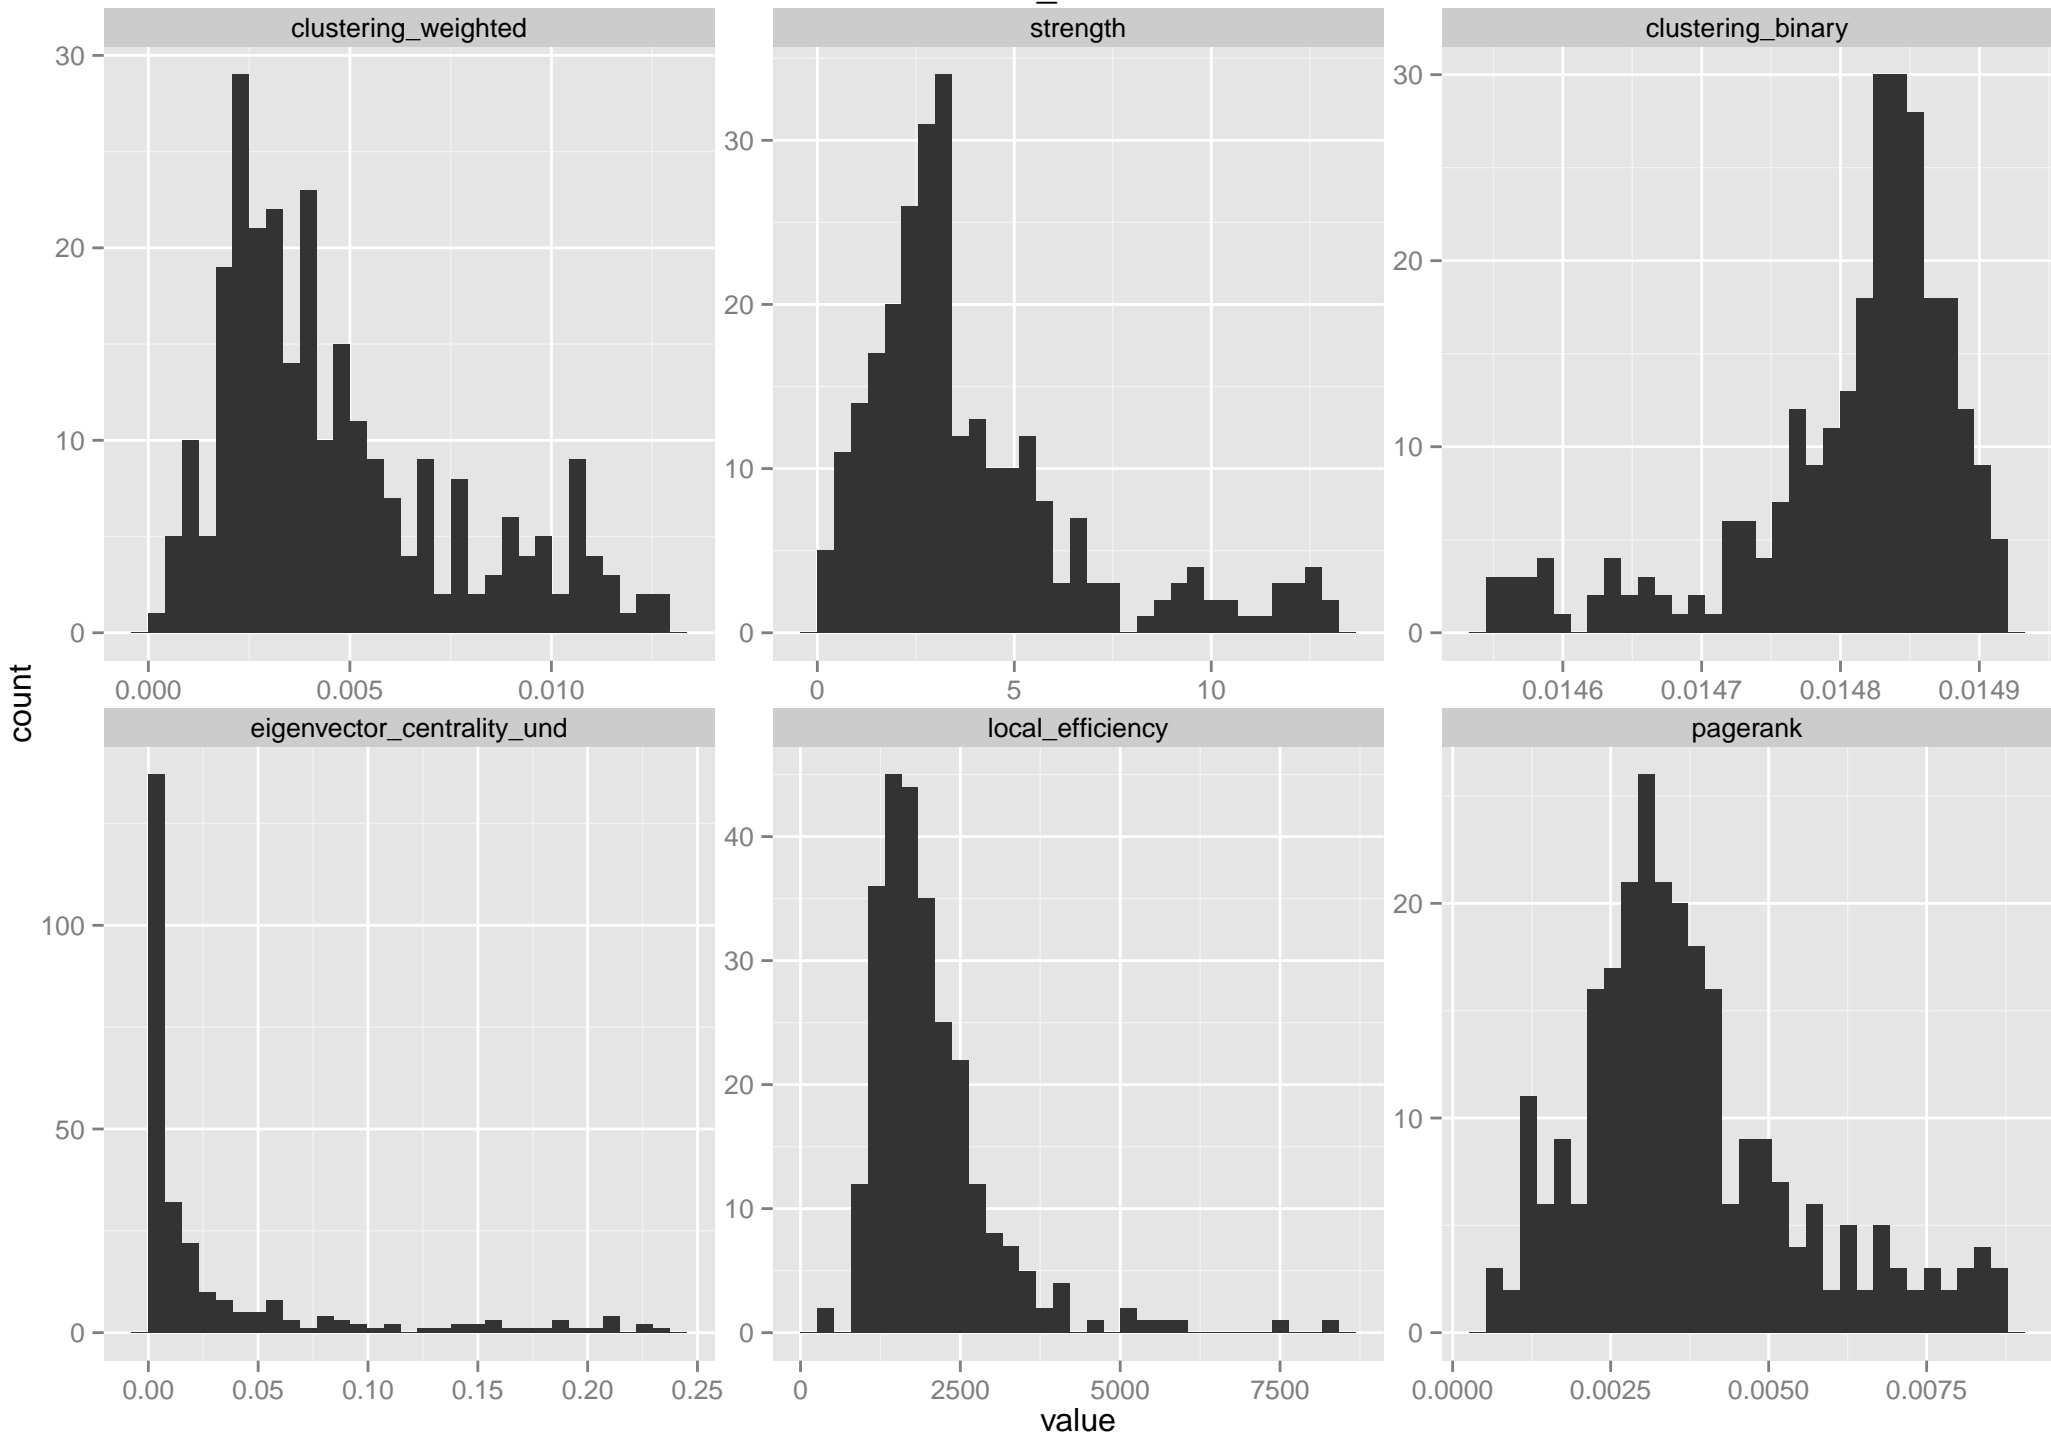 clustering_weighted strength clustering_binary
30
20
10
0
0.000 0.005 0.010
30
20
10
0
0 5 10
30
20
10
0
0.0146 0.0147 0.0148 0.0149
count
eigenvector_centrality_und local_efficiency pagerank
100
50
0
0.00 0.05 0.10 0.15 0.20 0.25
40
30
20
10
0
0 2500 5000 7500
20
10
0
0.0000 0.0025 0.0050 0.0075
value